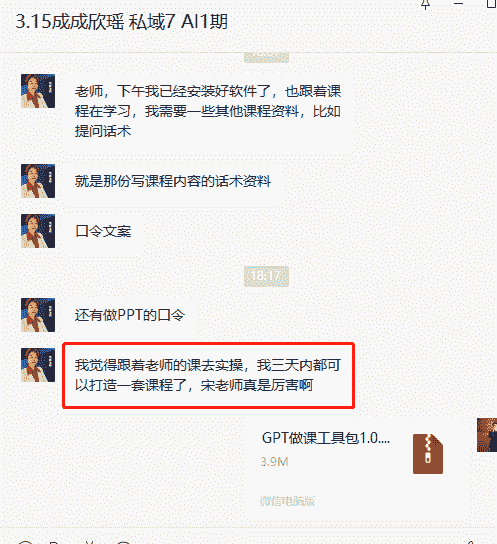 3.15成成欣瑶 私域7 AI1期
老师，下午我已经安装好软件了，也跟着课
程在学习，我需要一些其他课程资料，比如
提问话术
就是那份写课程内容的话术资料
口令文案
18:17
还有做PPT的口令
我觉得跟着老师的课去实操，我三天内都可
以打造一套课程了，宋老师真是厉害啊
GPT做课工具包1.0....
3.9M
微信电脑版